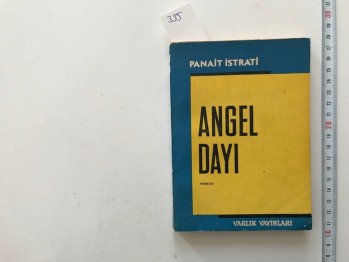 335
PANAİT İSTRATİ
ANGEL
DAYI
ROMAN
VARLIK YAYINLARI